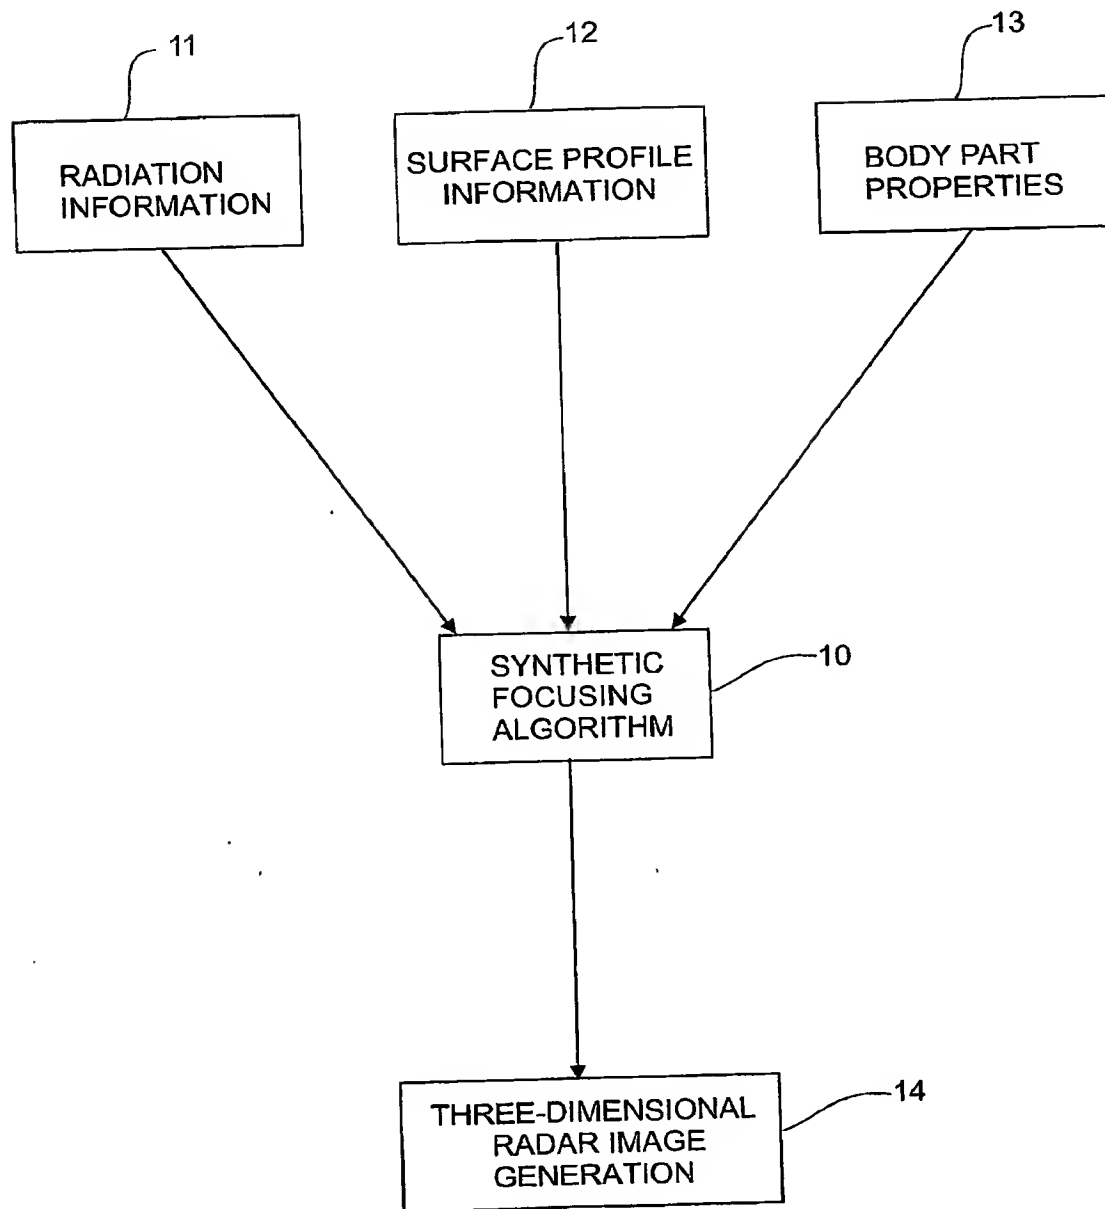 11
12
13
RADIATION
INFORMATION
SURFACE PROFILE
INFORMATION
BODY PART
PROPERTIES
SYNTHETIC
FOCUSING
ALGORITHM
10
THREE-DIMENSIONAL
RADAR IMAGE
GENERATION
14